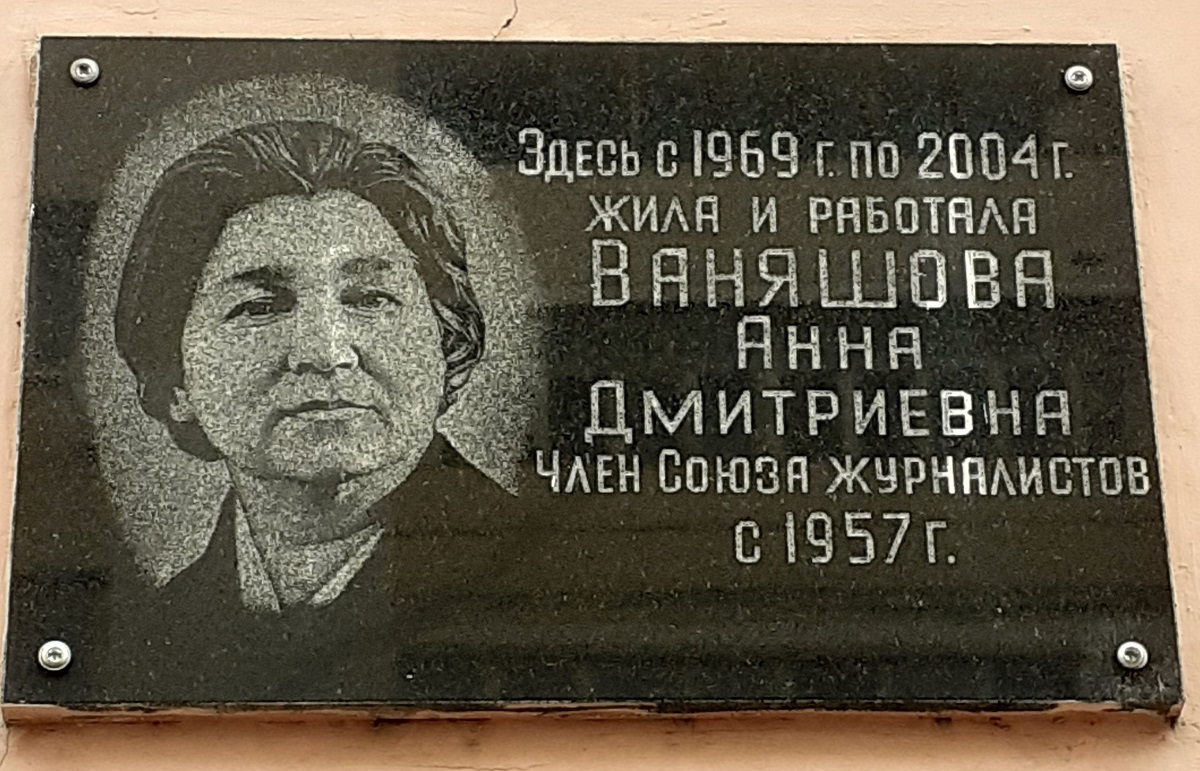 Здесь с 1969 г. по 2004 г.
жила и работала
Ваняшова
Анна
Дмитриевна
Член Союза журналистов
с 1957 г.